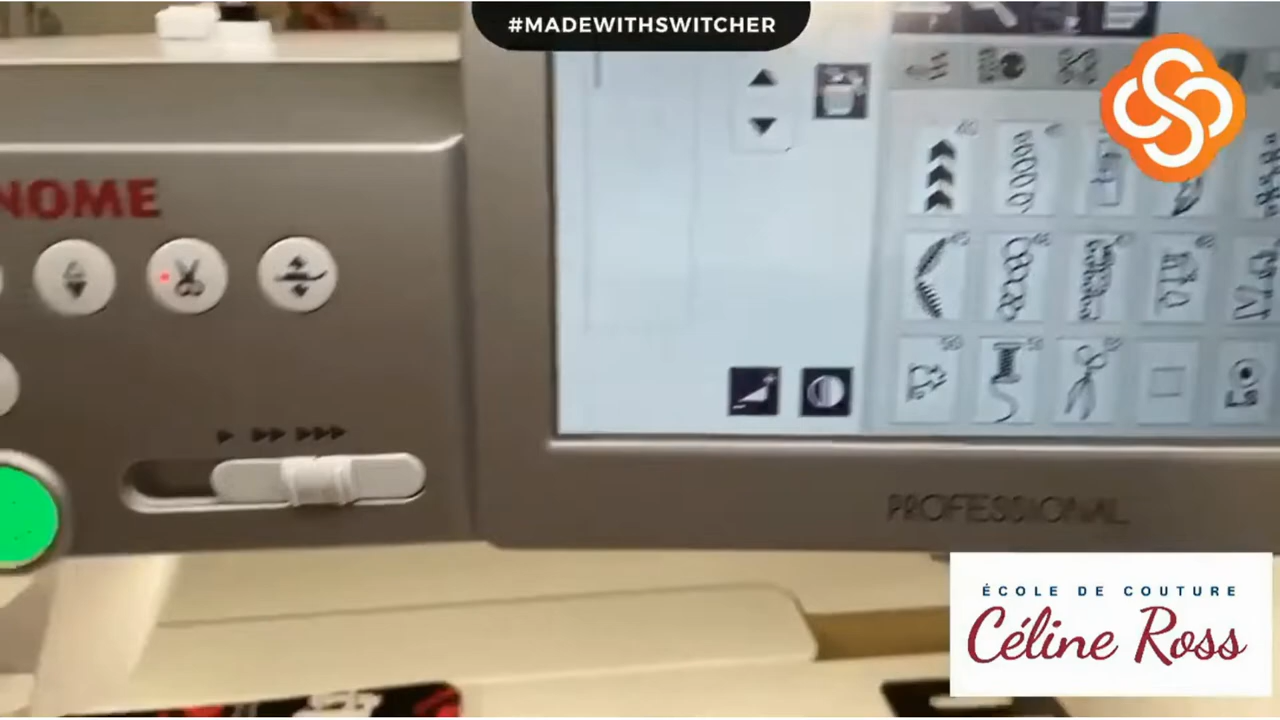 #MADEWITHSWITCHER
NOME
PROFESSIONAL
ÉCOLE DE COUTURE
Céline Ross